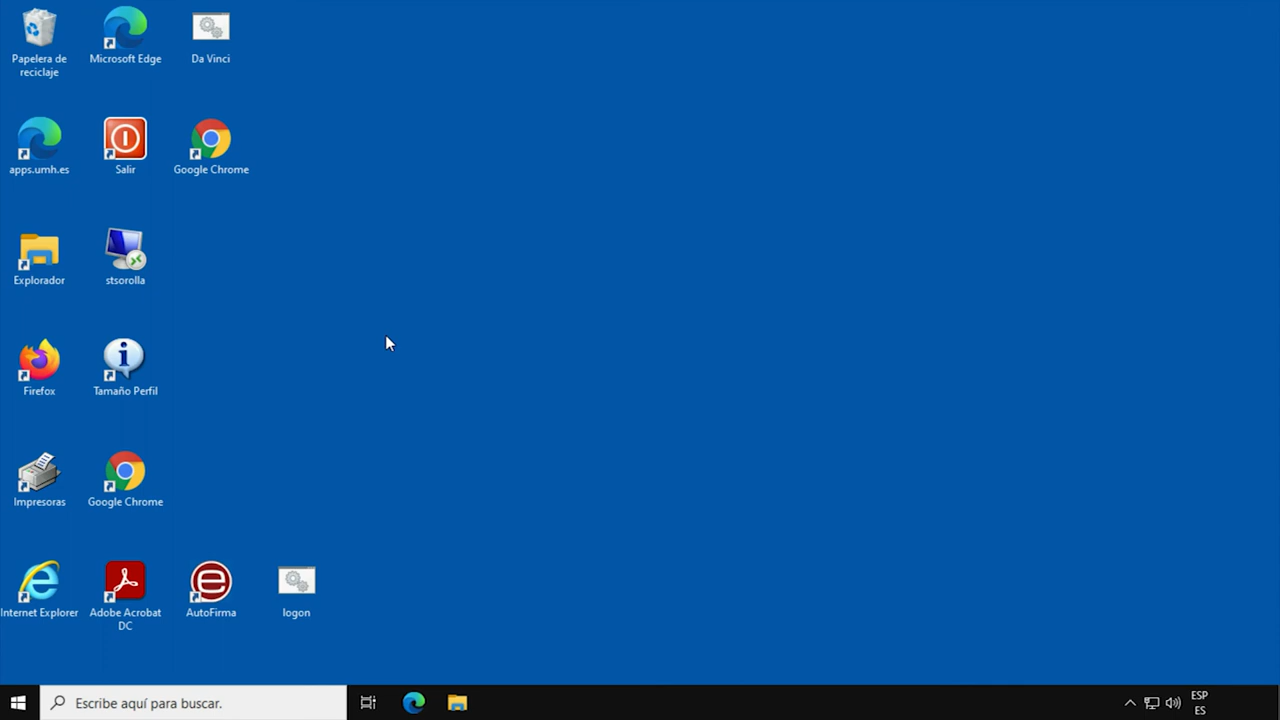 Papelera de
reciclaje
Microsoft Edge
Da Vinci
apps.umh.es
Salir
Google Chrome
Explorador
stsorolla
Firefox
Tamaño Perfil
Impresoras
Google Chrome
Internet Explorer
Adobe Acrobat
DC
AutoFirma
logon
Escribe aquí para buscar.
ESP
ES